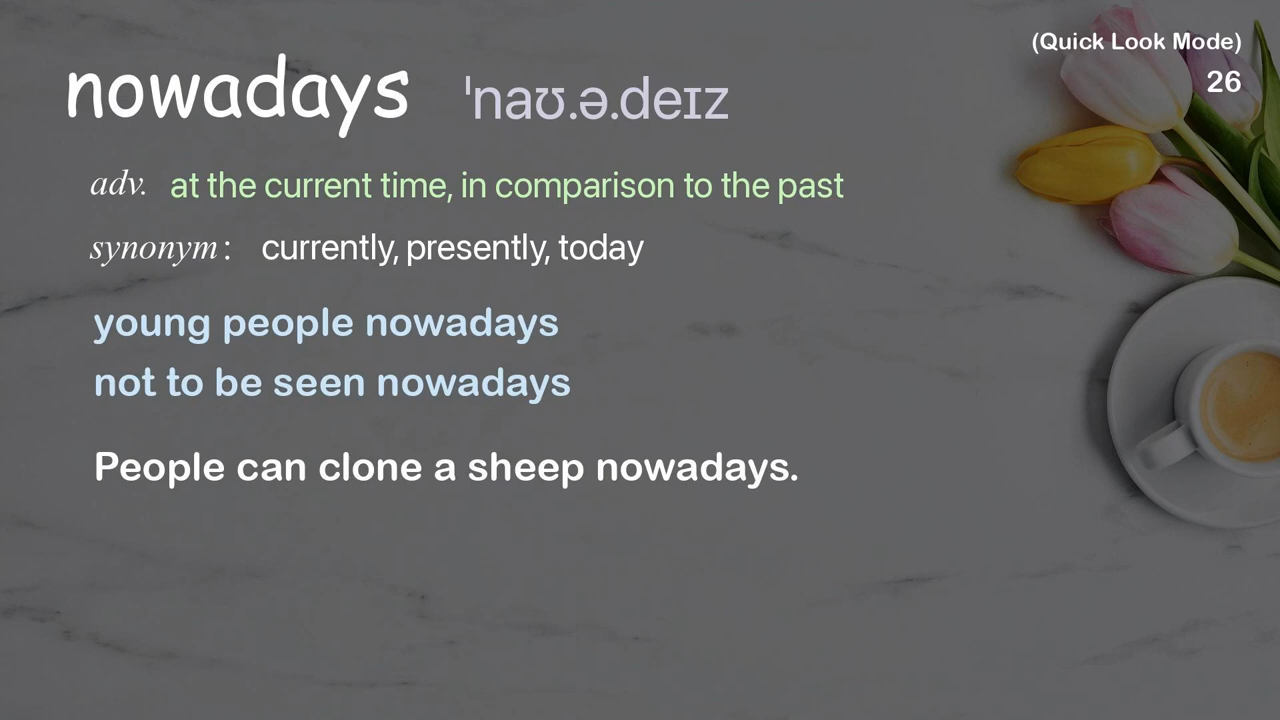 (Quick Look Mode)
26
nowadays ˈnaʊ.ə.deɪz
adv. at the current time, in comparison to the past
synonym: currently, presently, today
young people nowadays
not to be seen nowadays
People can clone a sheep nowadays.